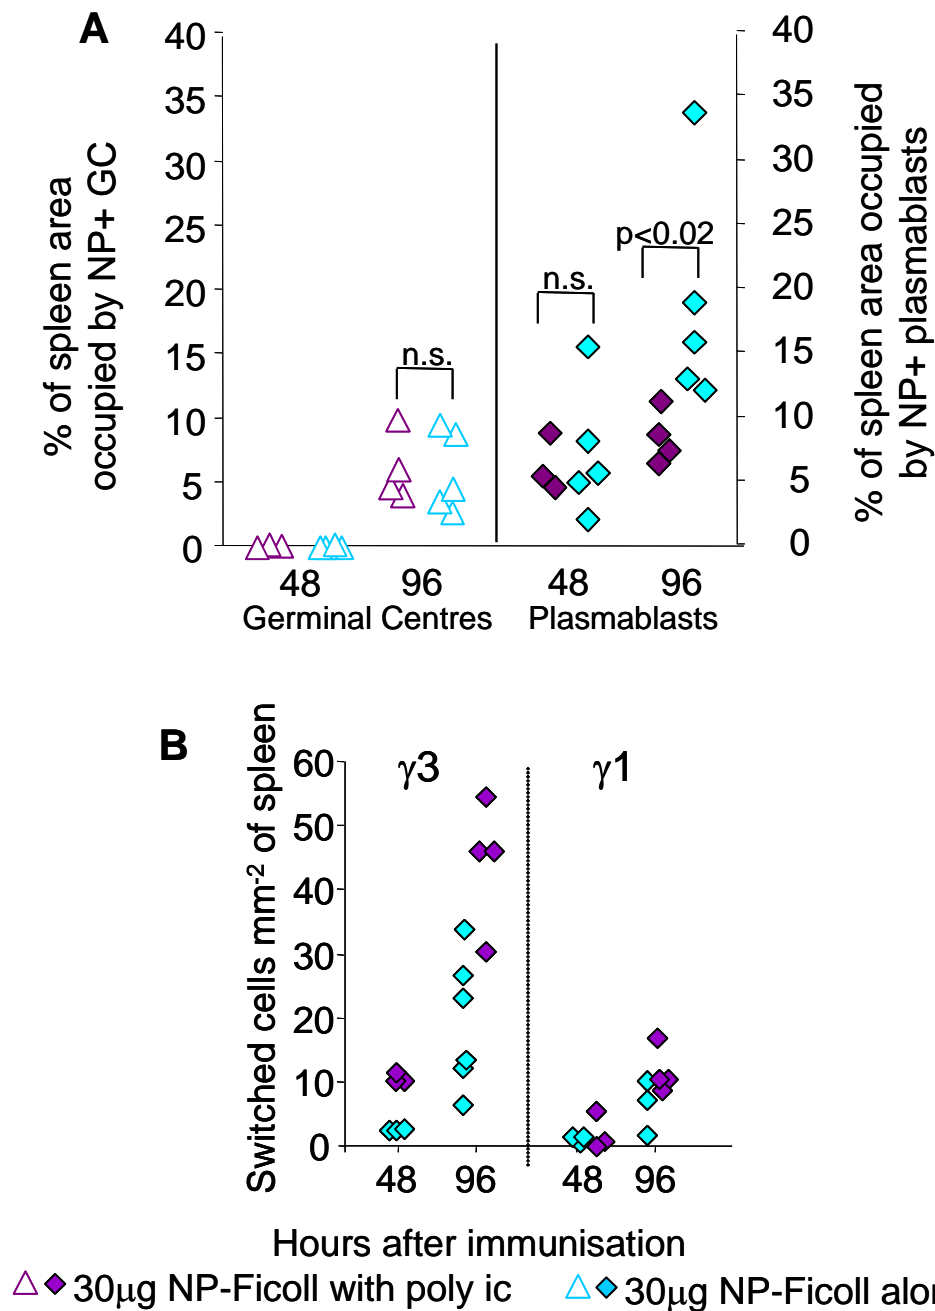 A
% of spleen area
occupied by NP+ GC
40
35
30
25
20
15
10
5
0
n.s.
n.s.
p<0.02
40
35
30
25
20
15
10
5
0
% of spleen area occupied
by NP+ plasmablasts
48 96 48 96
Germinal Centres Plasmablasts
B
Switched cells mm-2 of spleen
60
50
40
30
20
10
0
γ3 γ1
48 96 48 96
Hours after immunisation
30μg NP-Ficoll with poly ic
30μg NP-Ficoll